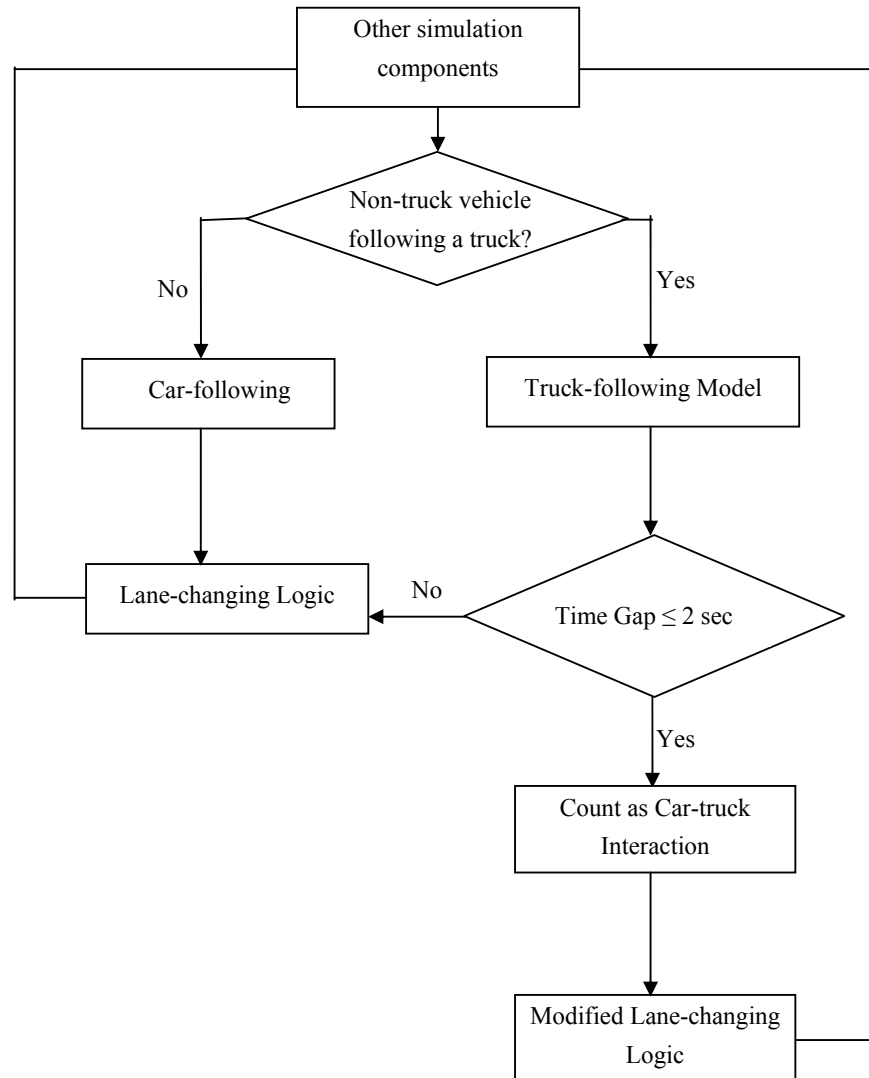 Other simulation
components
Non-truck vehicle
following a truck?
No
Yes
Car-following
Truck-following Model
Lane-changing Logic
No
Time Gap ≤ 2 sec
Yes
Count as Car-truck
Interaction
Modified Lane-changing
Logic